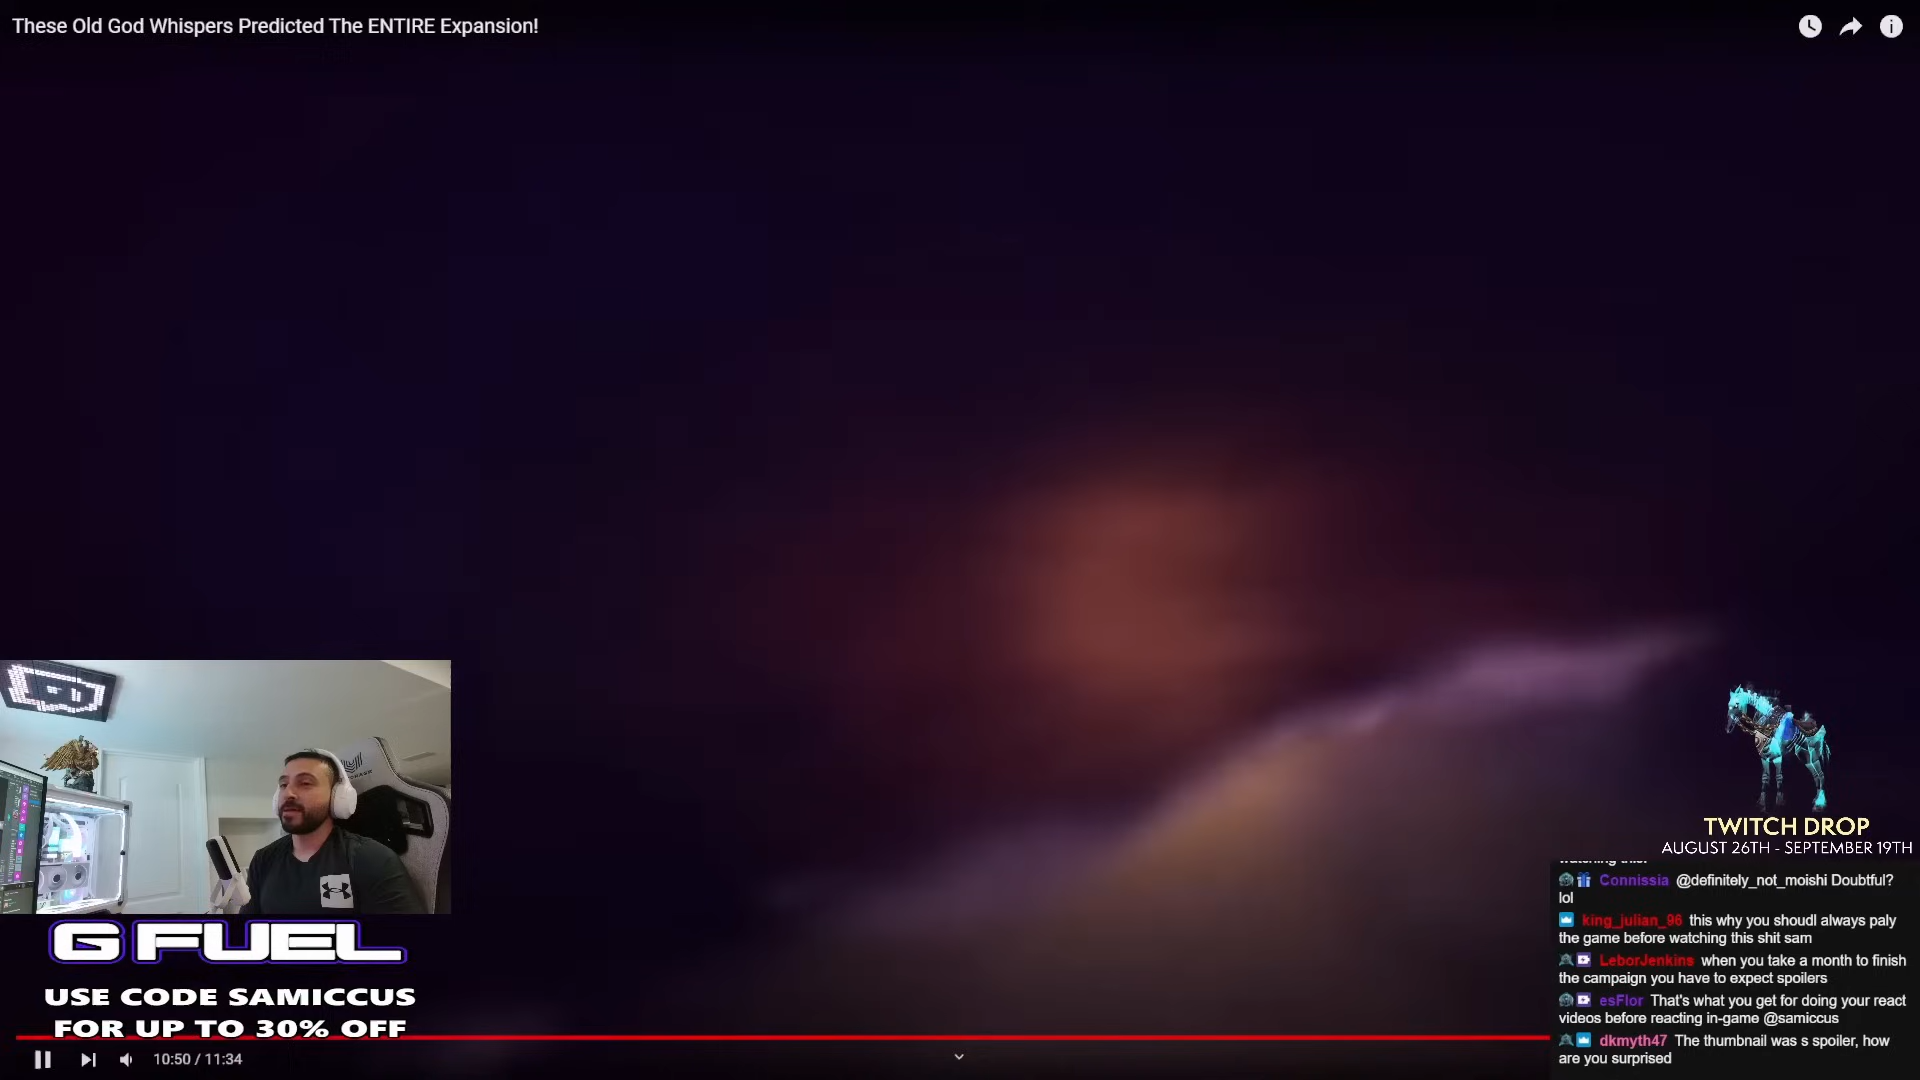 These Old God Whispers Predicted The ENTIRE Expansion!
G FUEL
USE CODE SAMICCUS
FOR UP TO 30% OFF
10:50 / 11:34
TWITCH DROP
AUGUST 26TH - SEPTEMBER 19TH
watching this!
Connissia @definitely_not_moishi Doubtful?
lol
king_julian_96 this why you shoudl always paly
the game before watching this shit sam
LeborJenkins when you take a month to finish
the campaign you have to expect spoilers
esFlor That's what you get for doing your react
videos before reacting in-game @samiccus
dkmyth47 The thumbnail was s spoiler, how
are you surprised